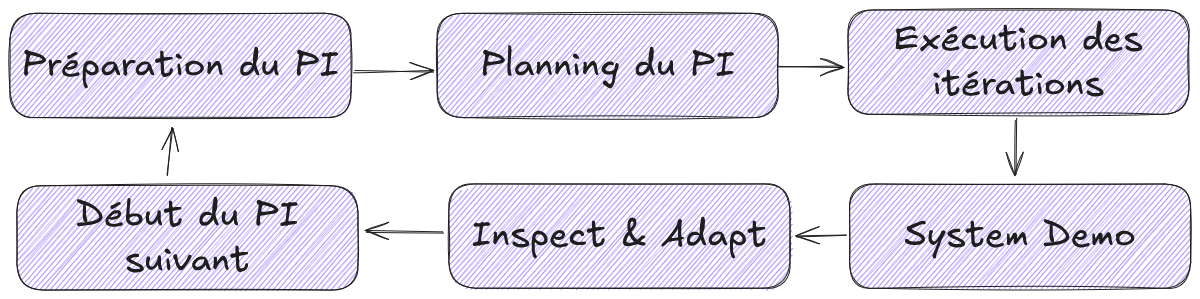 Préparation du PI
Planning du PI
Exécution des
itérations
Début du PI
suivant
Inspect & Adapt
System Demo